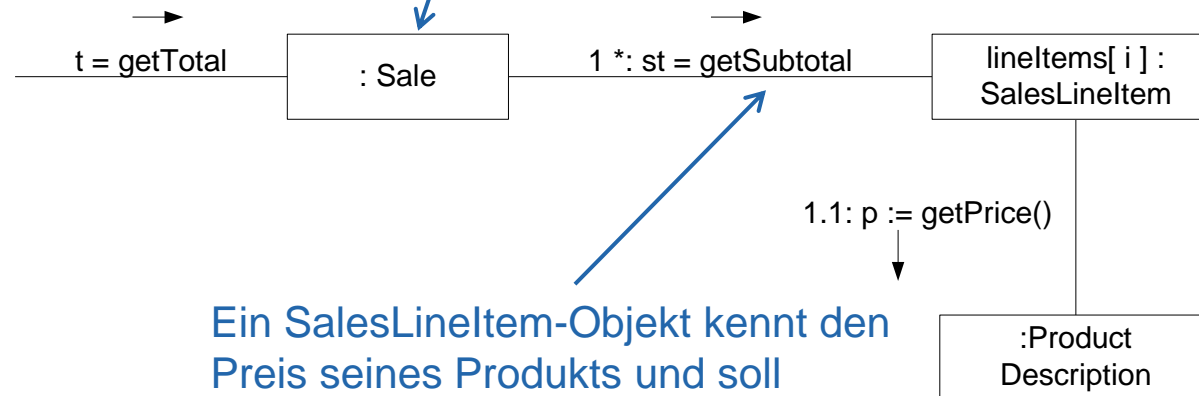 t = getTotal
: Sale
1 *: st = getSubtotal
lineItems[ i ] :
SalesLineItem
1.1: p := getPrice()
Ein SalesLineItem-Objekt kennt den
Preis seines Produkts und soll
:Product
Description